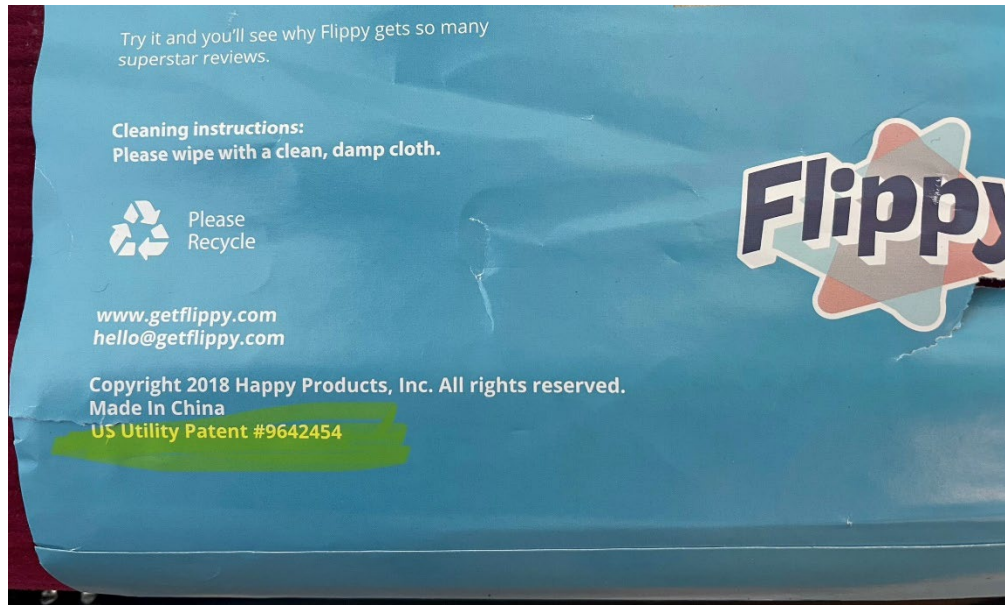 Try it and you'll see why Flippy gets so many
superstar reviews.
Cleaning instructions:
Please wipe with a clean, damp cloth.
Please
Recycle
www.getflippy.com
hello@getflippy.com
Copyright 2018 Happy Products, Inc. All rights reserved.
Made In China
US Utility Patent #9642454
Flippy